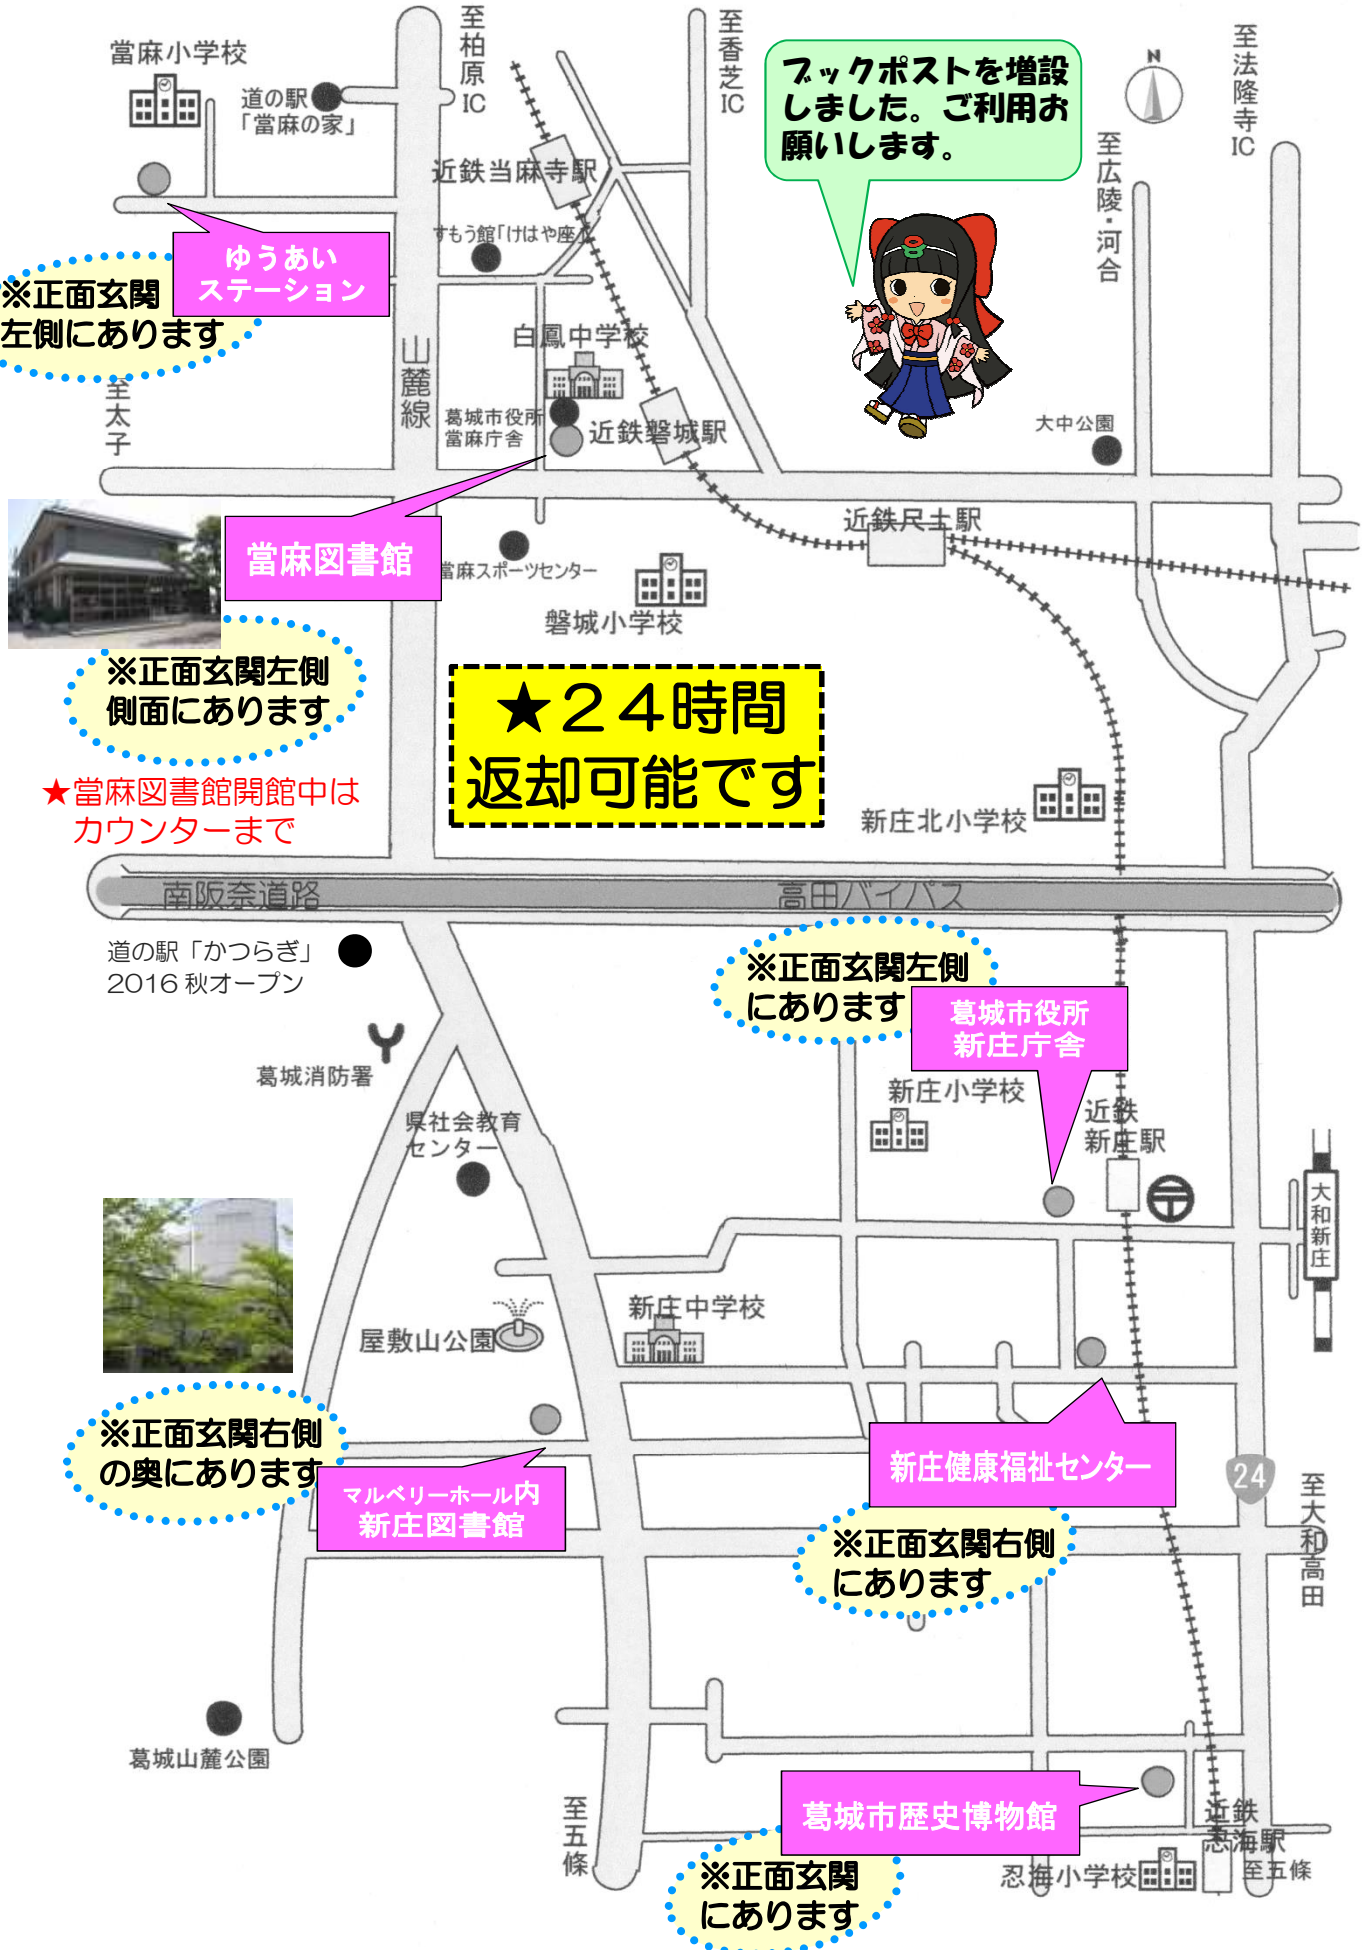 至柏原IC
至香芝IC
至法隆寺IC
ブックポストを増設
しました。ご利用お
願いします。
N
至広陵・河合
當麻小学校
道の駅
「當麻の家」
近鉄当麻寺駅
すもう館「けはや座」
ゆうあい
ステーション
※正面玄関
左側にあります
至太子
山麓線
白鳳中学校
葛城市役所
當麻庁舎
近鉄磐城駅
大中公園
當麻図書館
近鉄尺土駅
當麻スポーツセンター
磐城小学校
※正面玄関左側
側面にあります
★24時間
返却可能です
★當麻図書館開館中は
カウンターまで
新庄北小学校
南阪奈道路
高田バイパス
道の駅「かつらぎ」
2016秋オープン
※正面玄関左側
にあります
葛城市役所
新庄庁舎
葛城消防署
県社会教育
センター
新庄小学校
近鉄
新庄駅
大和新庄
屋敷山公園
新庄中学校
※正面玄関右側
の奥にあります
マルベリーホール内
新庄図書館
新庄健康福祉センター
24
至大和高田
※正面玄関右側
にあります
葛城山麓公園
至五條
葛城市歴史博物館
近鉄
忍海駅
※正面玄関
にあります
忍海小学校
至五條